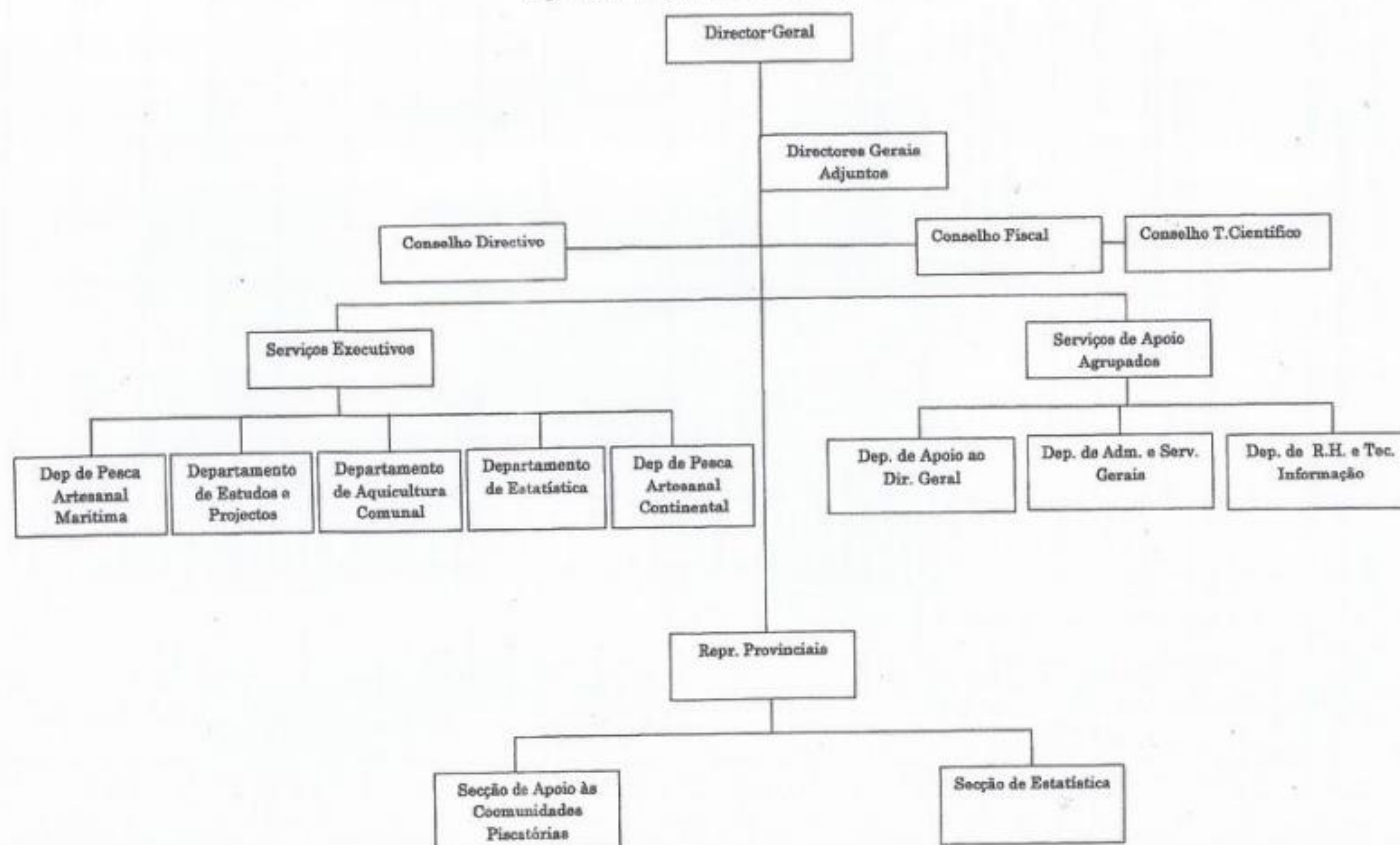 Director-Geral
Directores Gerais
Adjuntos
Conselho Directivo
Conselho Fiscal
Conselho T.Científico
Serviços Executivos
Serviços de Apoio
Agrupados
Dep de Pesca
Artesanal
Marítima
Departamento
de Estudos e
Projectos
Departamento
de Aquicultura
Comunal
Departamento
de Estatística
Dep de Pesca
Artesanal
Continental
Dep. de Apoio ao
Dir. Geral
Dep. de Adm. e Serv.
Gerais
Dep. de R.H. e Tec.
Informação
Repr. Provinciais
Secção de Apoio às
Coomunidades
Piscatórias
Secção de Estatística